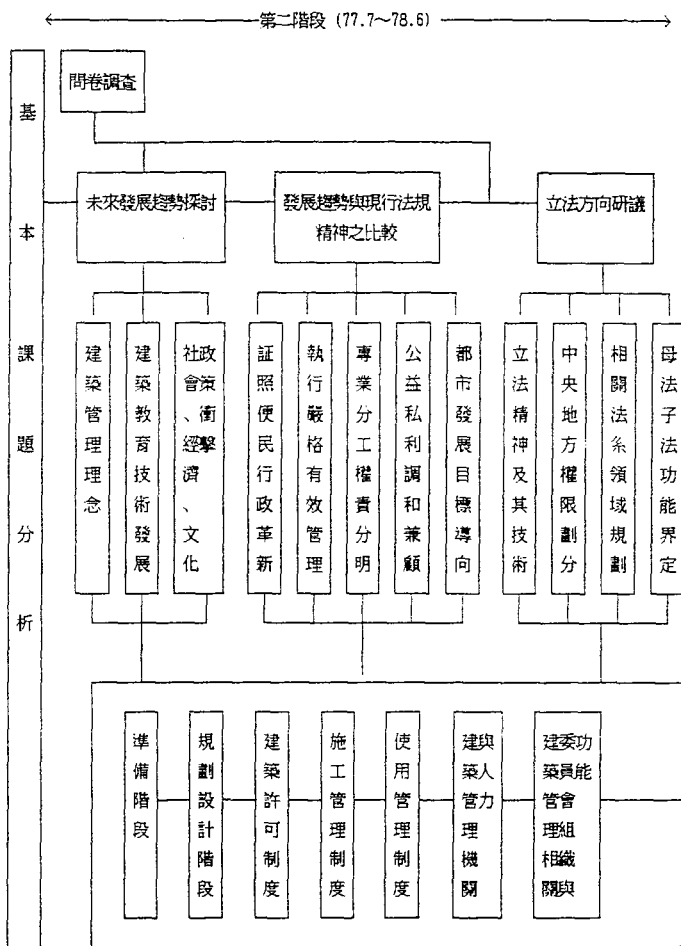 第二階段 (77.7~78.6)
基本課題分析
問卷調查
未來發展趨勢探討
發展趨勢與現行法規
精神之比較
立法方向研議
建築管理理念
建築教育技術發展
社會、經濟、文化
政策衝擊
証照便民行政革新
執行嚴格有效管理
專業分工權責分明
公益私利調和兼顧
都市發展目標導向
立法精神及其技術
中央地方權限劃分
相關法系領域規劃
母法子法功能界定
準備階段
規劃設計階段
建築許可制度
施工管理制度
使用管理制度
建築管理機關
與人力
建築管理相關
委員會組織與
功能